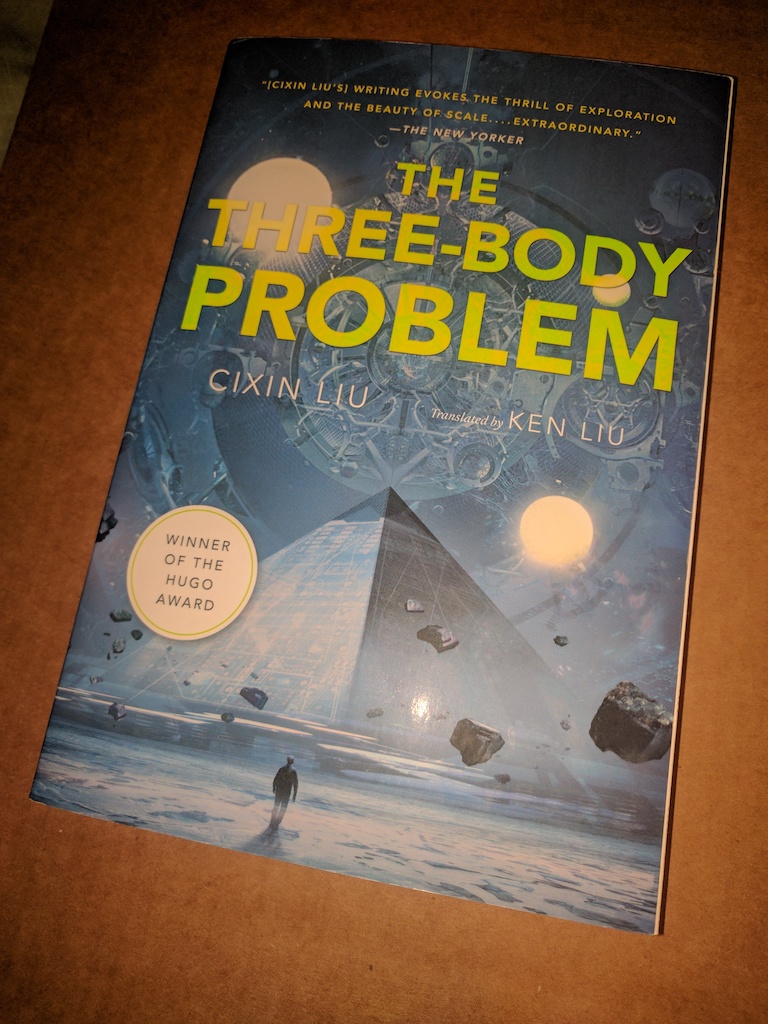 "[CIXIN LIU'S] WRITING EVOKES THE THRILL OF EXPLORATION
AND THE BEAUTY OF SCALE....EXTRAORDINARY."
—THE NEW YORKER
THE
THREE-BODY
PROBLEM
CIXIN LIU
Translated by KEN LIU
WINNER
OF THE
HUGO
AWARD